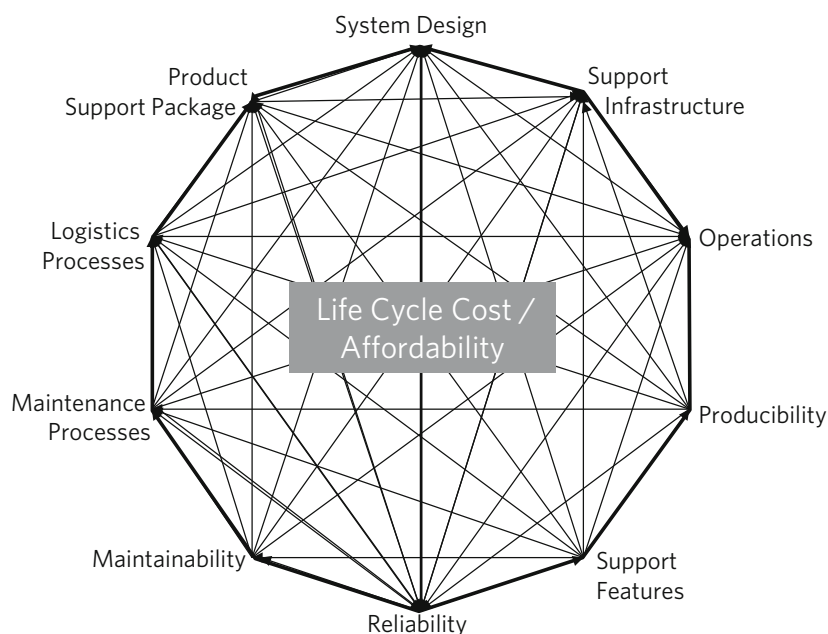 System Design
Product
Support Package
Support
Infrastructure
Logistics
Processes
Operations
Life Cycle Cost /
Affordability
Maintenance
Processes
Producibility
Maintainability
Support
Features
Reliability